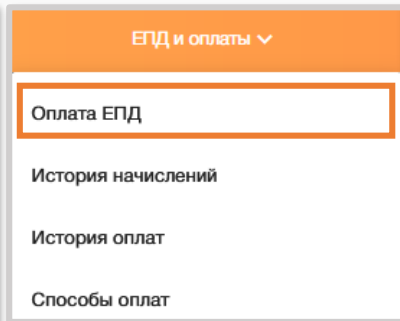 ЕПД и оплаты
Оплата ЕПД
История начислений
История оплат
Способы оплат